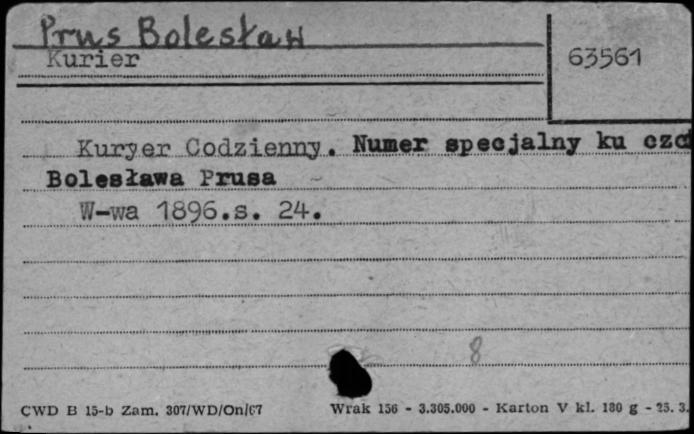 Prus Bolesław
Kurier
63561
Kuryer Codzienny. Numer specjalny ku czc
Bolesława Prusa
W-wa 1896.s. 24.
8
CWD B 15-b Zam. 307/WD/On/67 Wrak 156 - 3.305.000 - Karton V kl. 180 g - 25. 3.